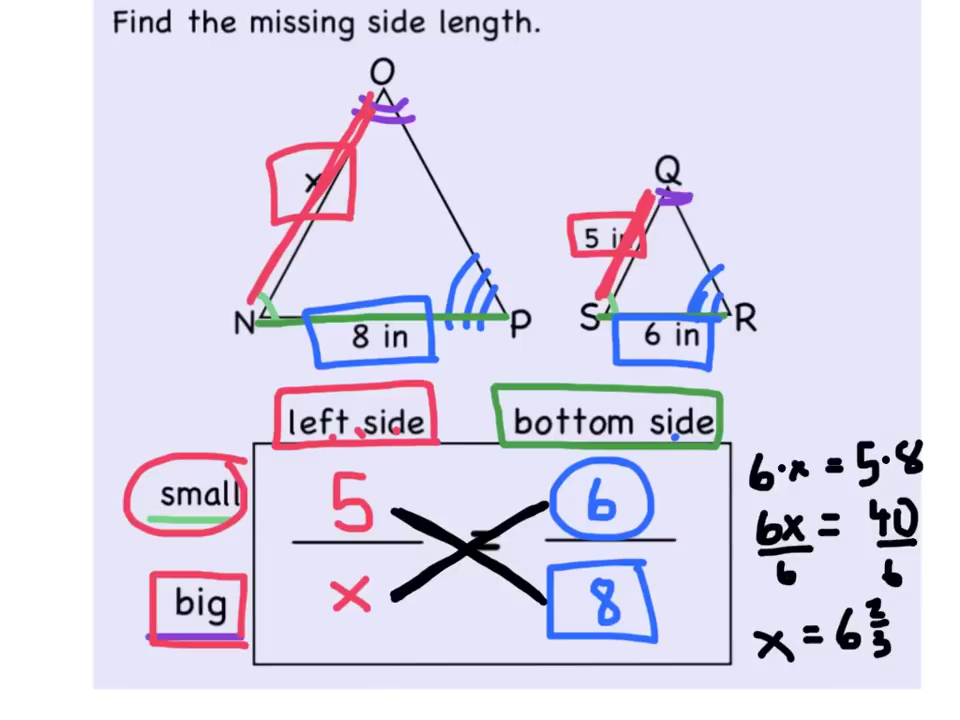 Find the missing side length.
O
x
N
8 in
P
Q
5 in
S
6 in
R
left side
bottom side
small
big
5
x
=
6
8
6·x = 5·8
6x = 40
6 6
x = 6 2/3